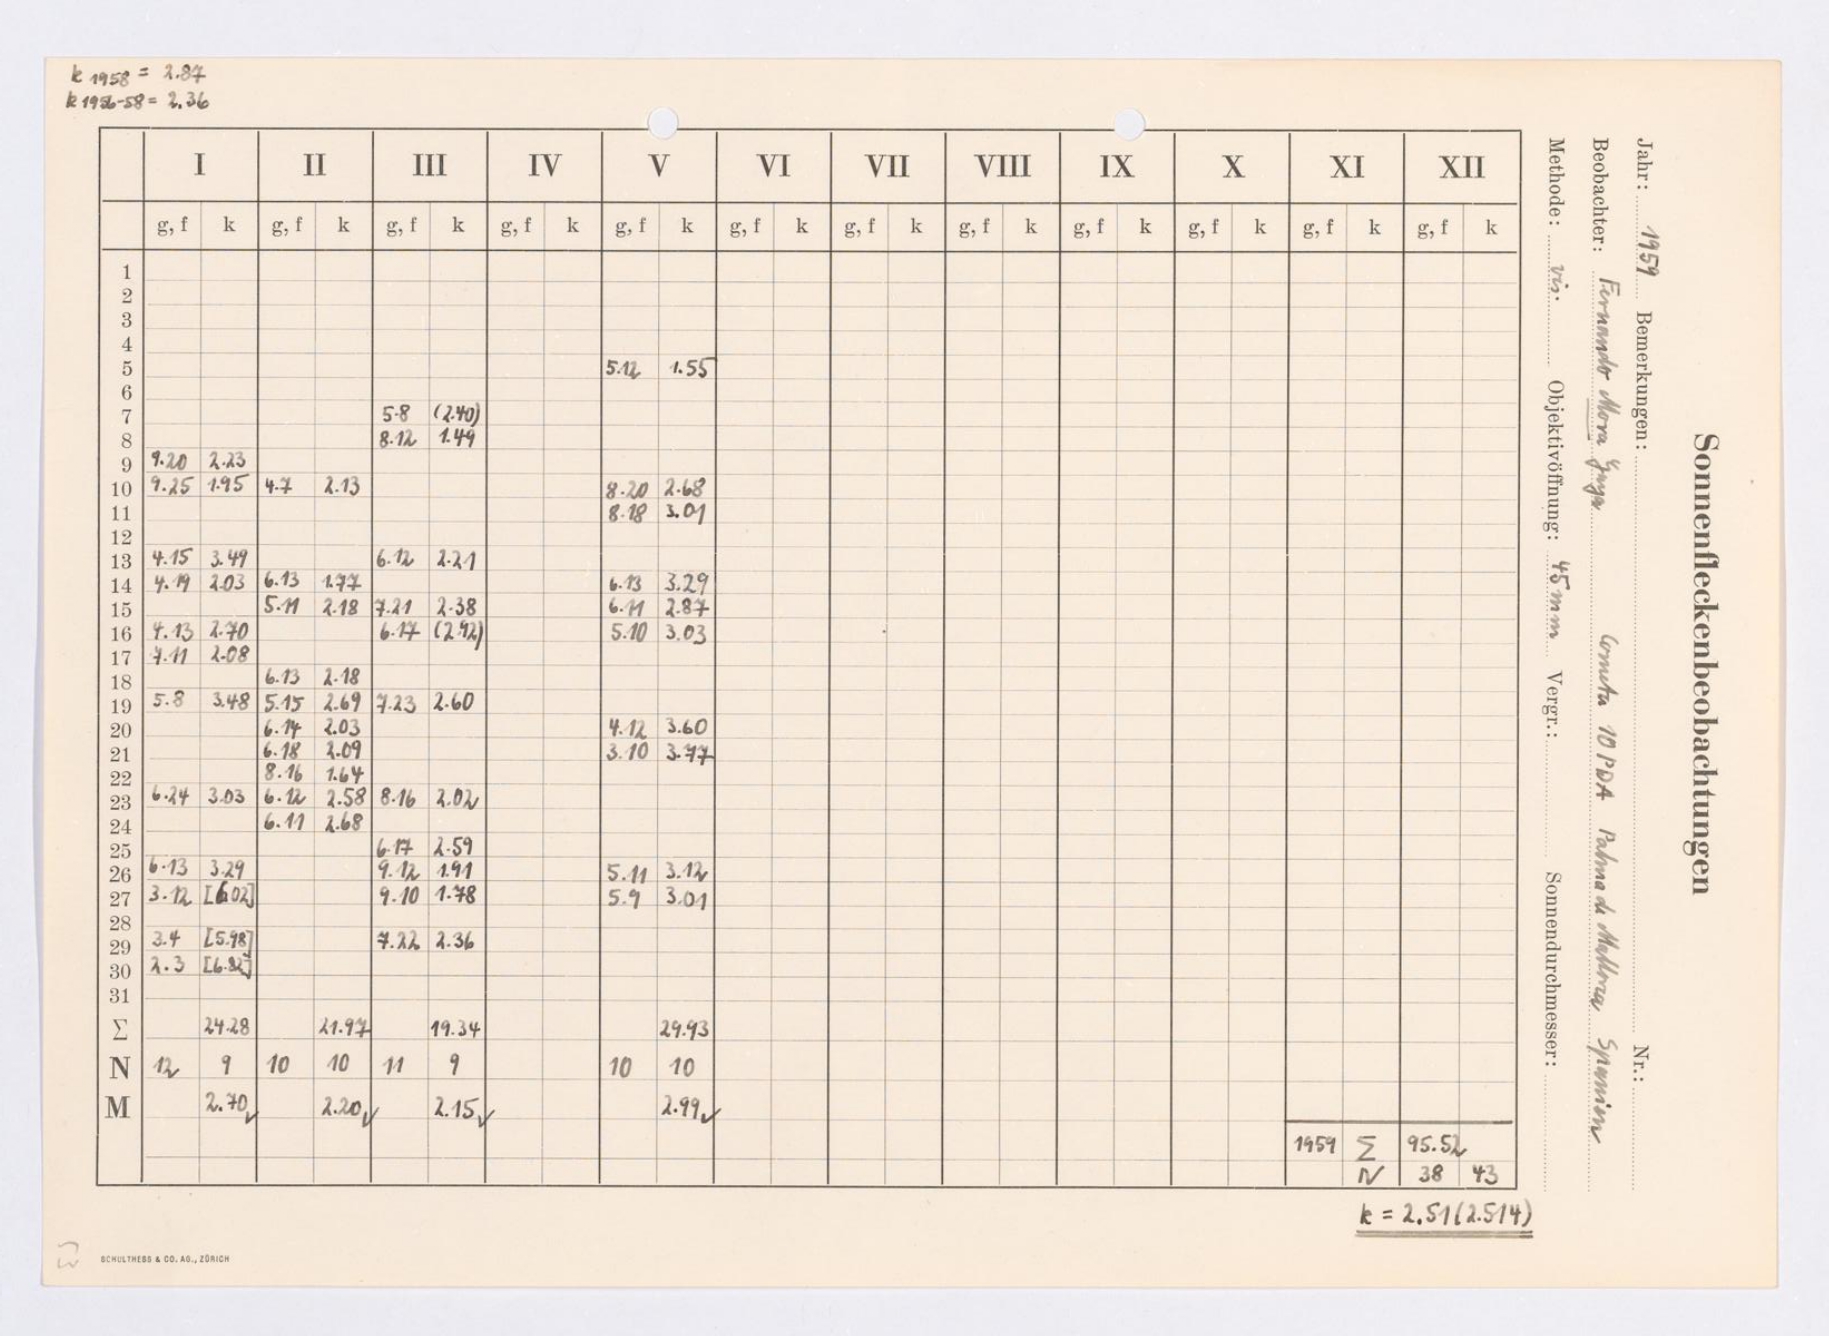 k 1958 = 2.87
k 1956-58 = 2.36
I II III IV V VI VII VIII IX X XI XII
g, f k g, f k g, f k g, f k g, f k g, f k g, f k g, f k g, f k g, f k g, f k g, f k
1
2
3
4
5 5.12 1.55
6
7 5.8 (2.40)
8 8.12 1.49
9 9.20 2.23
10 9.25 1.95 4.7 2.13 8.20 2.68
11 8.18 3.01
12
13 4.15 3.49 6.12 2.21
14 4.19 2.03 6.13 1.77 6.13 3.29
15 5.11 2.18 7.21 2.38 6.11 2.87
16 4.13 2.70 6.17 (2.92) 5.10 3.03
17 7.11 2.08
18 6.13 2.18
19 5.8 3.48 5.15 2.69 7.23 2.60
20 6.14 2.03 4.12 3.60
21 6.18 2.09 3.10 3.77
22 8.16 1.64
23 6.24 3.03 6.12 2.58 8.16 2.02
24 6.11 2.68
25 6.17 2.59
26 6.13 3.29 9.12 1.91 5.11 3.12
27 3.12 [6.02] 9.10 1.78 5.9 3.01
28
29 3.4 [5.98] 7.22 2.36
30 2.3 [6.82]
31
Σ 24.28 21.97 19.34 29.93
N 12 9 10 10 11 9 10 10
M 2.70 ✓ 2.20 ✓ 2.15 ✓ 2.99 ✓
1959 Σ 95.52
N 38 43
k = 2.51 (2.514)
SCHULTHESS & CO. AG., ZÜRICH
Sonnenfleckenbeobachtungen
Jahr: 1959 Bemerkungen: Nr.:
Beobachter: Fernando Mora 10 PDA Palma de Mallorca Spanien
Methode: vis. Objektivöffnung: 45 mm Vergr.: Sonnendurchmesser: